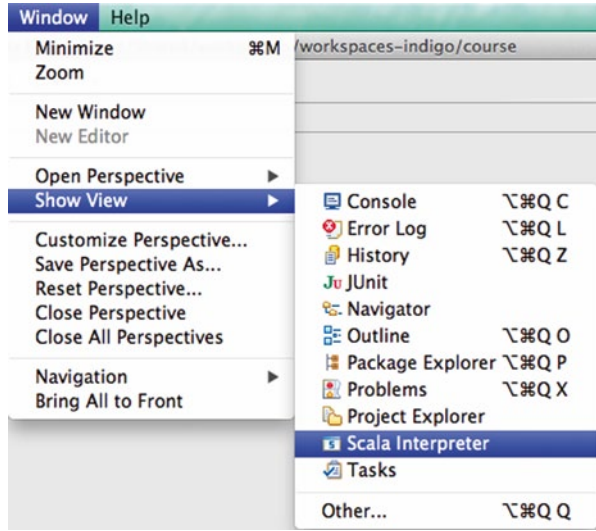 Window Help
/workspaces-indigo/course
Minimize ⌘M
Zoom
New Window
New Editor
Open Perspective ▶
Show View ▶
Customize Perspective...
Save Perspective As...
Reset Perspective...
Close Perspective
Close All Perspectives
Navigation ▶
Bring All to Front
Console ⌥⌘Q C
Error Log ⌥⌘Q L
History ⌥⌘Q Z
Ju JUnit
Navigator
Outline ⌥⌘Q O
Package Explorer ⌥⌘Q P
Problems ⌥⌘Q X
Project Explorer
Scala Interpreter
Tasks
Other... ⌥⌘Q Q